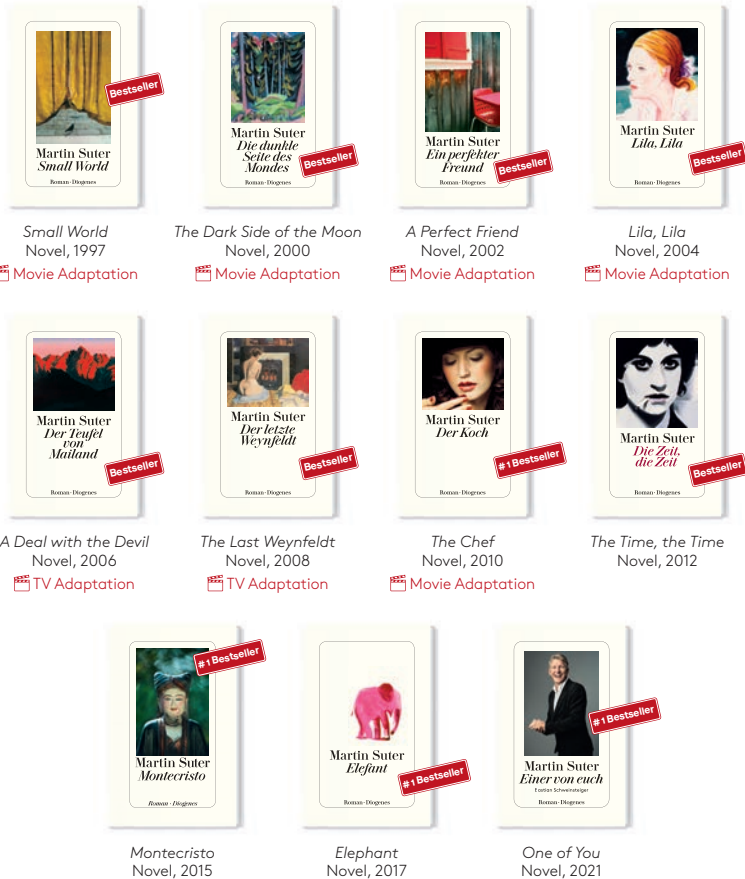 Bestseller
Martin Suter
Small World
Roman · Diogenes
Small World
Novel, 1997
Movie Adaptation
Martin Suter
Die dunkle
Seite des
Mondes
Bestseller
Roman · Diogenes
The Dark Side of the Moon
Novel, 2000
Movie Adaptation
Martin Suter
Ein perfekter
Freund
Bestseller
Roman · Diogenes
A Perfect Friend
Novel, 2002
Movie Adaptation
Martin Suter
Lila, Lila
Bestseller
Roman · Diogenes
Lila, Lila
Novel, 2004
Movie Adaptation
Martin Suter
Der Teufel
von
Mailand
Bestseller
Roman · Diogenes
A Deal with the Devil
Novel, 2006
TV Adaptation
Martin Suter
Der letzte
Weynfeldt
Bestseller
Roman · Diogenes
The Last Weynfeldt
Novel, 2008
TV Adaptation
Martin Suter
Der Koch
#1 Bestseller
Roman · Diogenes
The Chef
Novel, 2010
Movie Adaptation
Martin Suter
Die Zeit,
die Zeit
Bestseller
Roman · Diogenes
The Time, the Time
Novel, 2012
#1 Bestseller
Martin Suter
Montecristo
Roman · Diogenes
Montecristo
Novel, 2015
Martin Suter
Elefant
#1 Bestseller
Roman · Diogenes
Elephant
Novel, 2017
#1 Bestseller
Martin Suter
Einer von euch
Bastian Schweinsteiger
Roman · Diogenes
One of You
Novel, 2021